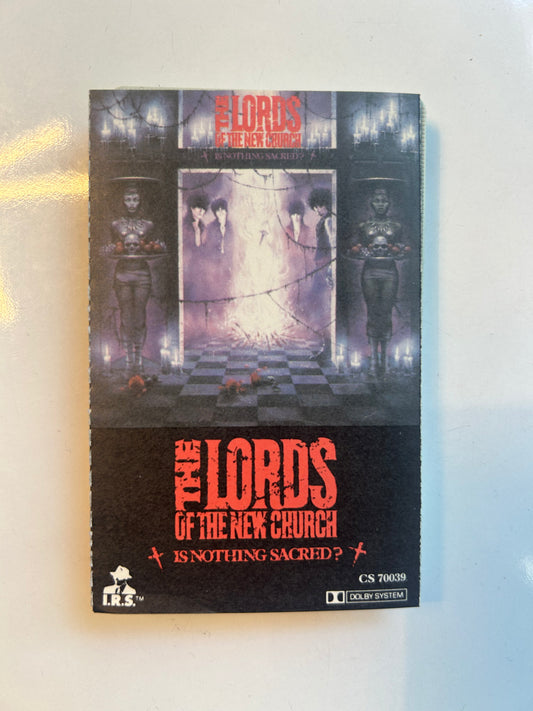 THE LORDS
OF THE NEW CHURCH
IS NOTHING SACRED?
THE LORDS
OF THE NEW CHURCH
IS NOTHING SACRED?
CS 70039
I.R.S.™
DOLBY SYSTEM